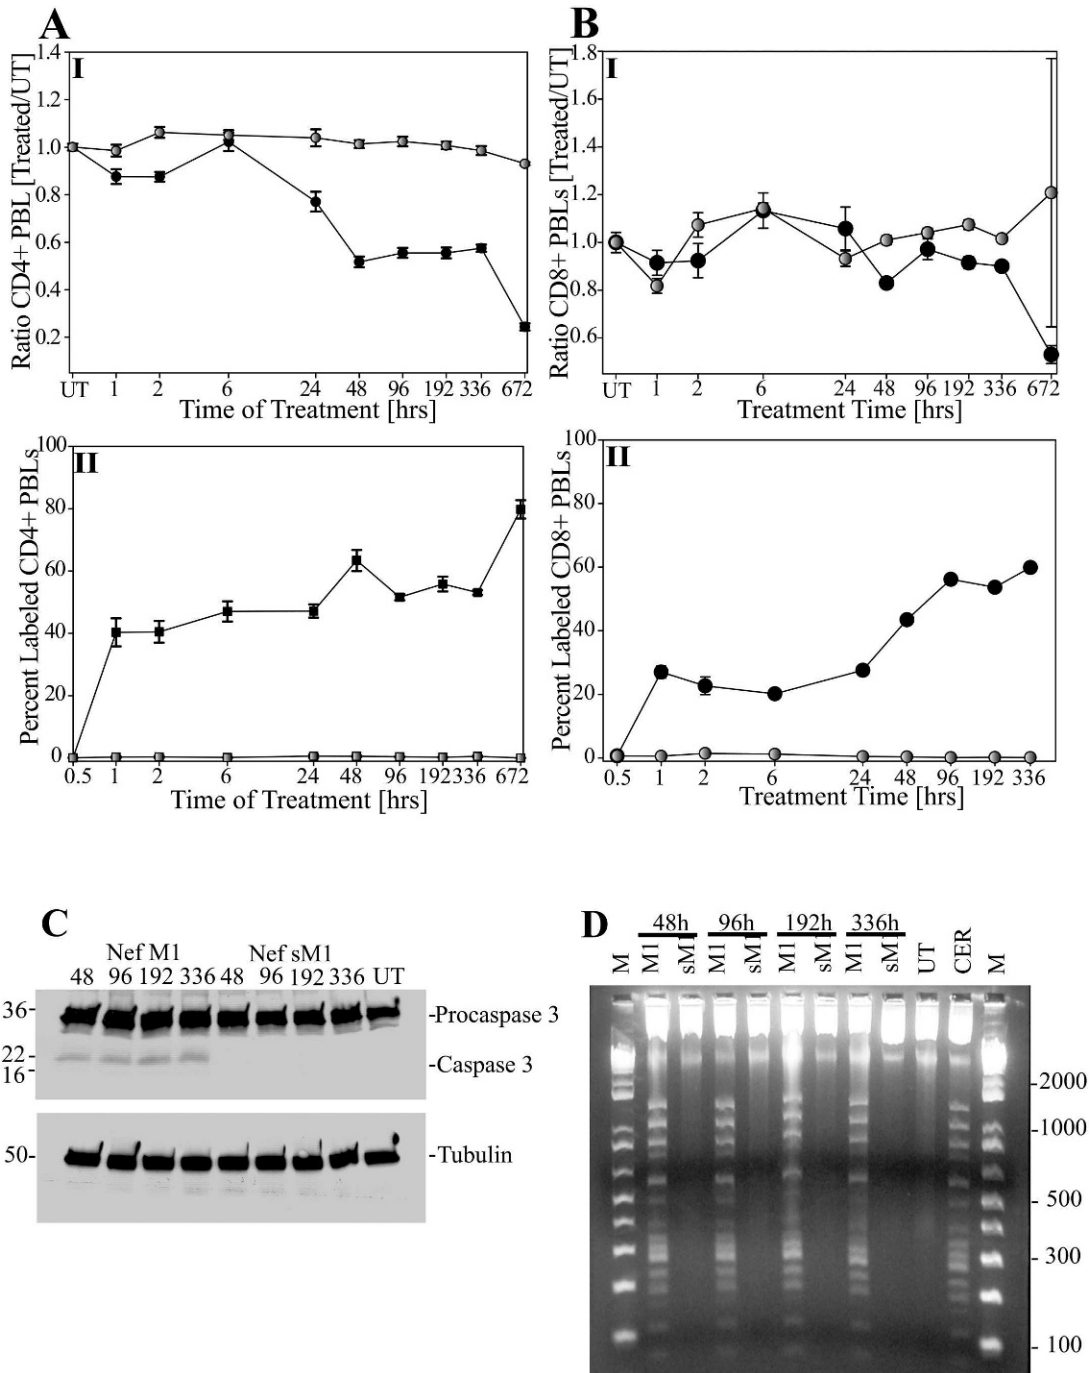 A
I
Ratio CD4+ PBL [Treated/UT]
1.4
1.2
1.0
0.8
0.6
0.4
0.2
UT 1 2 6 24 48 96 192 336 672
Time of Treatment [hrs]
B
I
Ratio CD8+ PBLs [Treated/UT]
1.8
1.6
1.4
1.2
1.0
0.8
0.6
UT 1 2 6 24 48 96 192 336 672
Treatment Time [hrs]
II
Percent Labeled CD4+ PBLs
100
80
60
40
20
0
0.5 1 2 6 24 48 96 192 336 672
Time of Treatment [hrs]
II
Percent Labeled CD8+ PBLs
100
80
60
40
20
0
0.5 1 2 6 24 48 96 192 336
Treatment Time [hrs]
C
Nef M1 Nef sM1
48 96 192 336 48 96 192 336 UT
36-
22-
16-
-Procaspase 3
-Caspase 3
50-
-Tubulin
D
48h 96h 192h 336h
M M1 sM1 M1 sM1 M1 sM1 M1 sM1 UT CER M
-2000
-1000
- 500
- 300
- 100